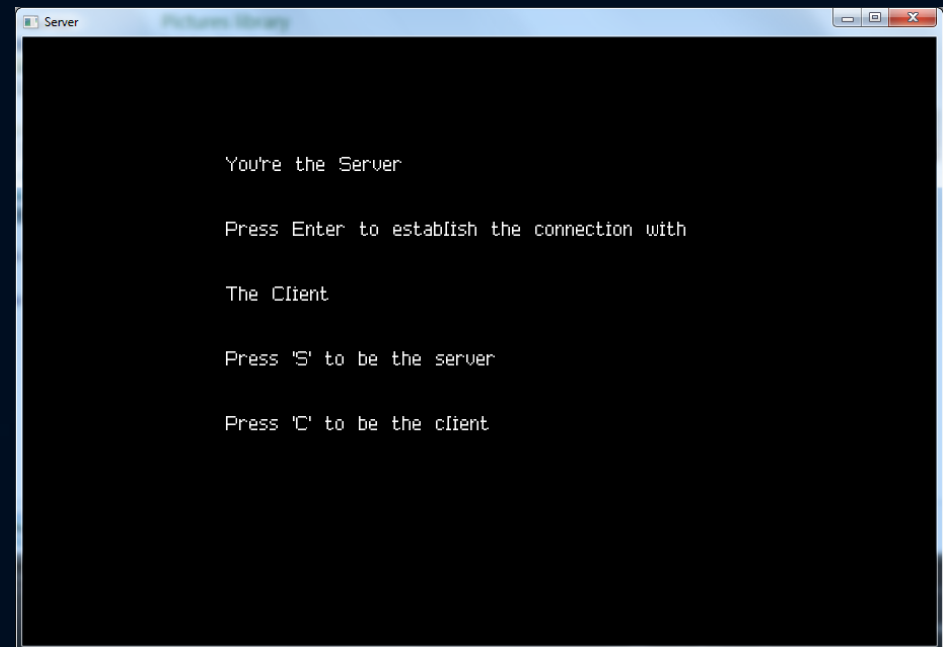 Server
Pictures library
You're the Server
Press Enter to establish the connection with
The Client
Press 'S' to be the server
Press 'C' to be the client